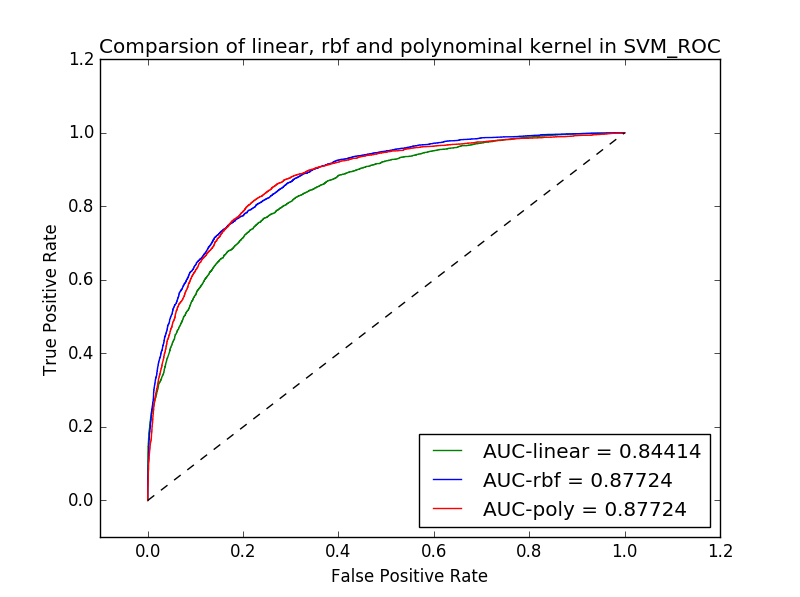 Comparsion of linear, rbf and polynominal kernel in SVM_ROC
1.2
1.0
0.8
0.6
0.4
0.2
0.0
True Positive Rate
AUC-linear = 0.84414
AUC-rbf = 0.87724
AUC-poly = 0.87724
0.0 0.2 0.4 0.6 0.8 1.0 1.2
False Positive Rate